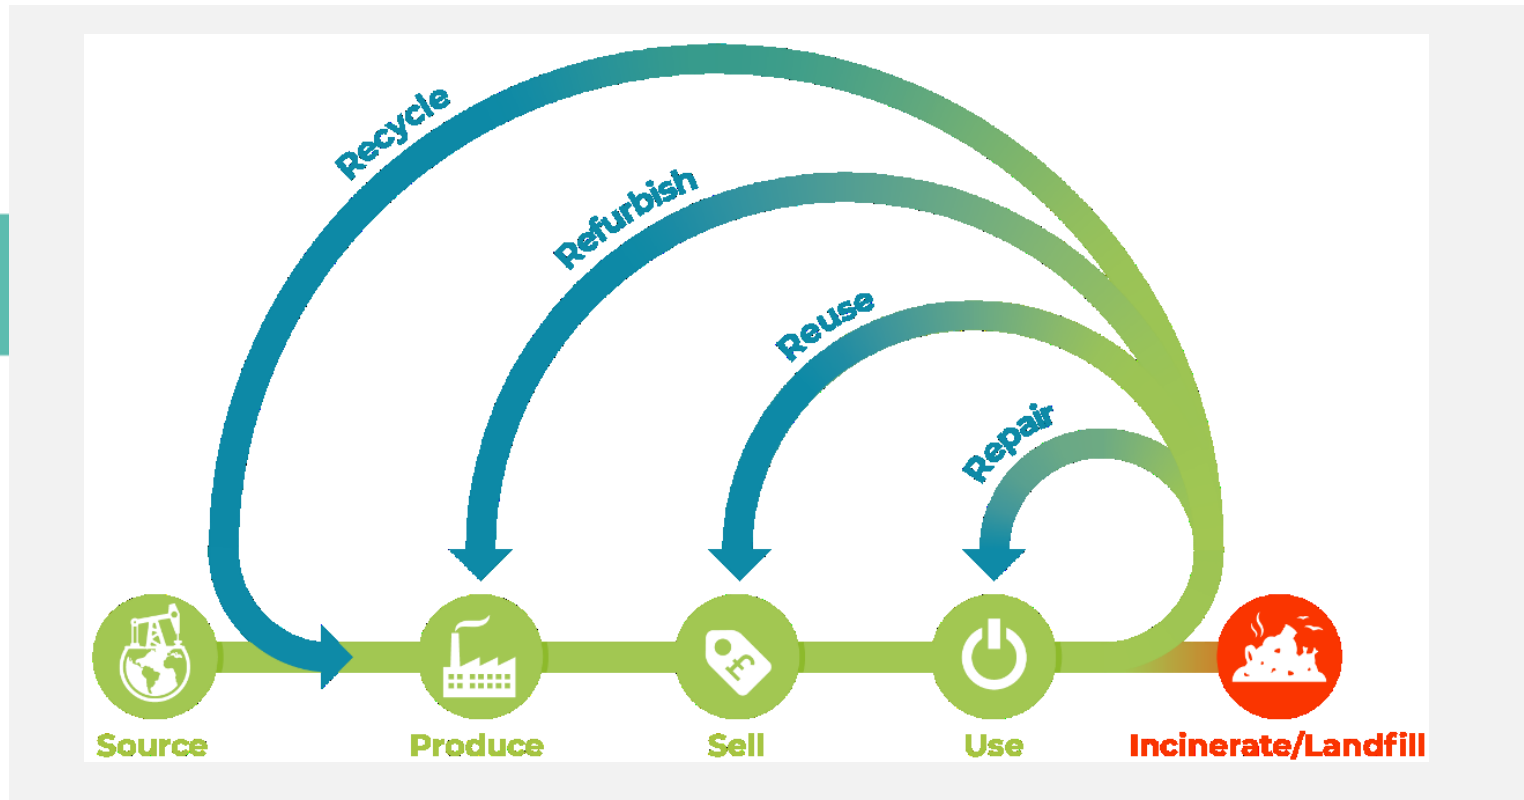 Recycle
Refurbish
Reuse
Repair
£
Source
Produce
Sell
Use
Incinerate/Landfill